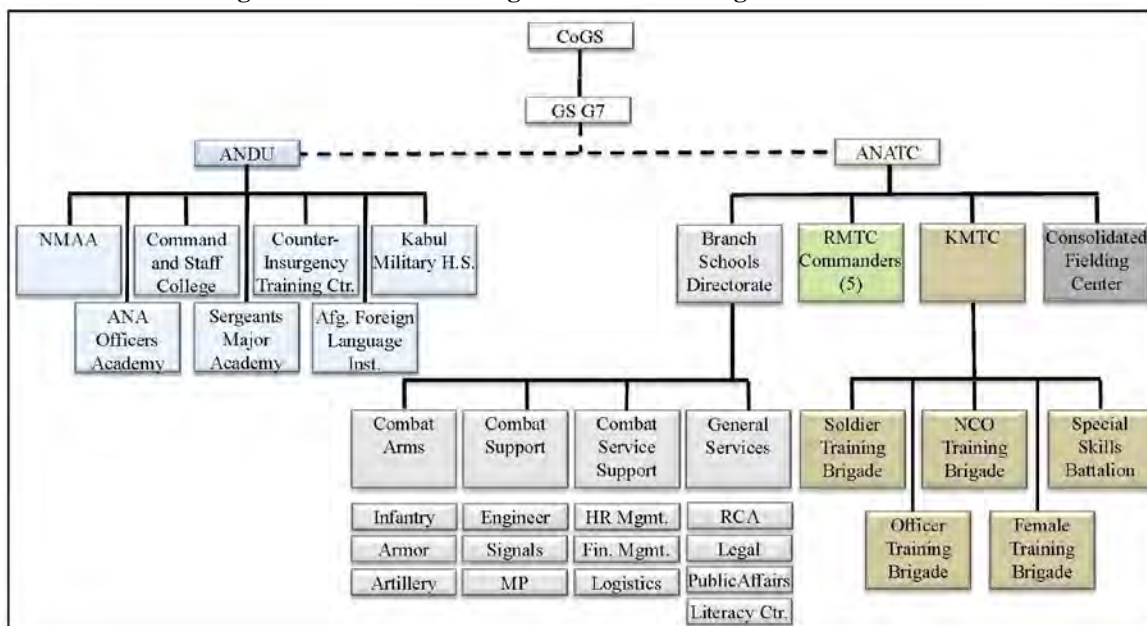 CoGS
GS G7
ANDU
ANATC
NMAA
Command
and Staff
College
Counter-
Insurgency
Training Ctr.
Kabul
Military H.S.
ANA
Officers
Academy
Sergeants
Major
Academy
Afg. Foreign
Language
Inst.
Branch
Schools
Directorate
RMTC
Commanders
(5)
KMTC
Consolidated
Fielding
Center
Combat
Arms
Combat
Support
Combat
Service
Support
General
Services
Soldier
Training
Brigade
NCO
Training
Brigade
Special
Skills
Battalion
Infantry
Engineer
HR Mgmt.
RCA
Armor
Signals
Fin. Mgmt.
Legal
Artillery
MP
Logistics
PublicAffairs
Literacy Ctr.
Officer
Training
Brigade
Female
Training
Brigade